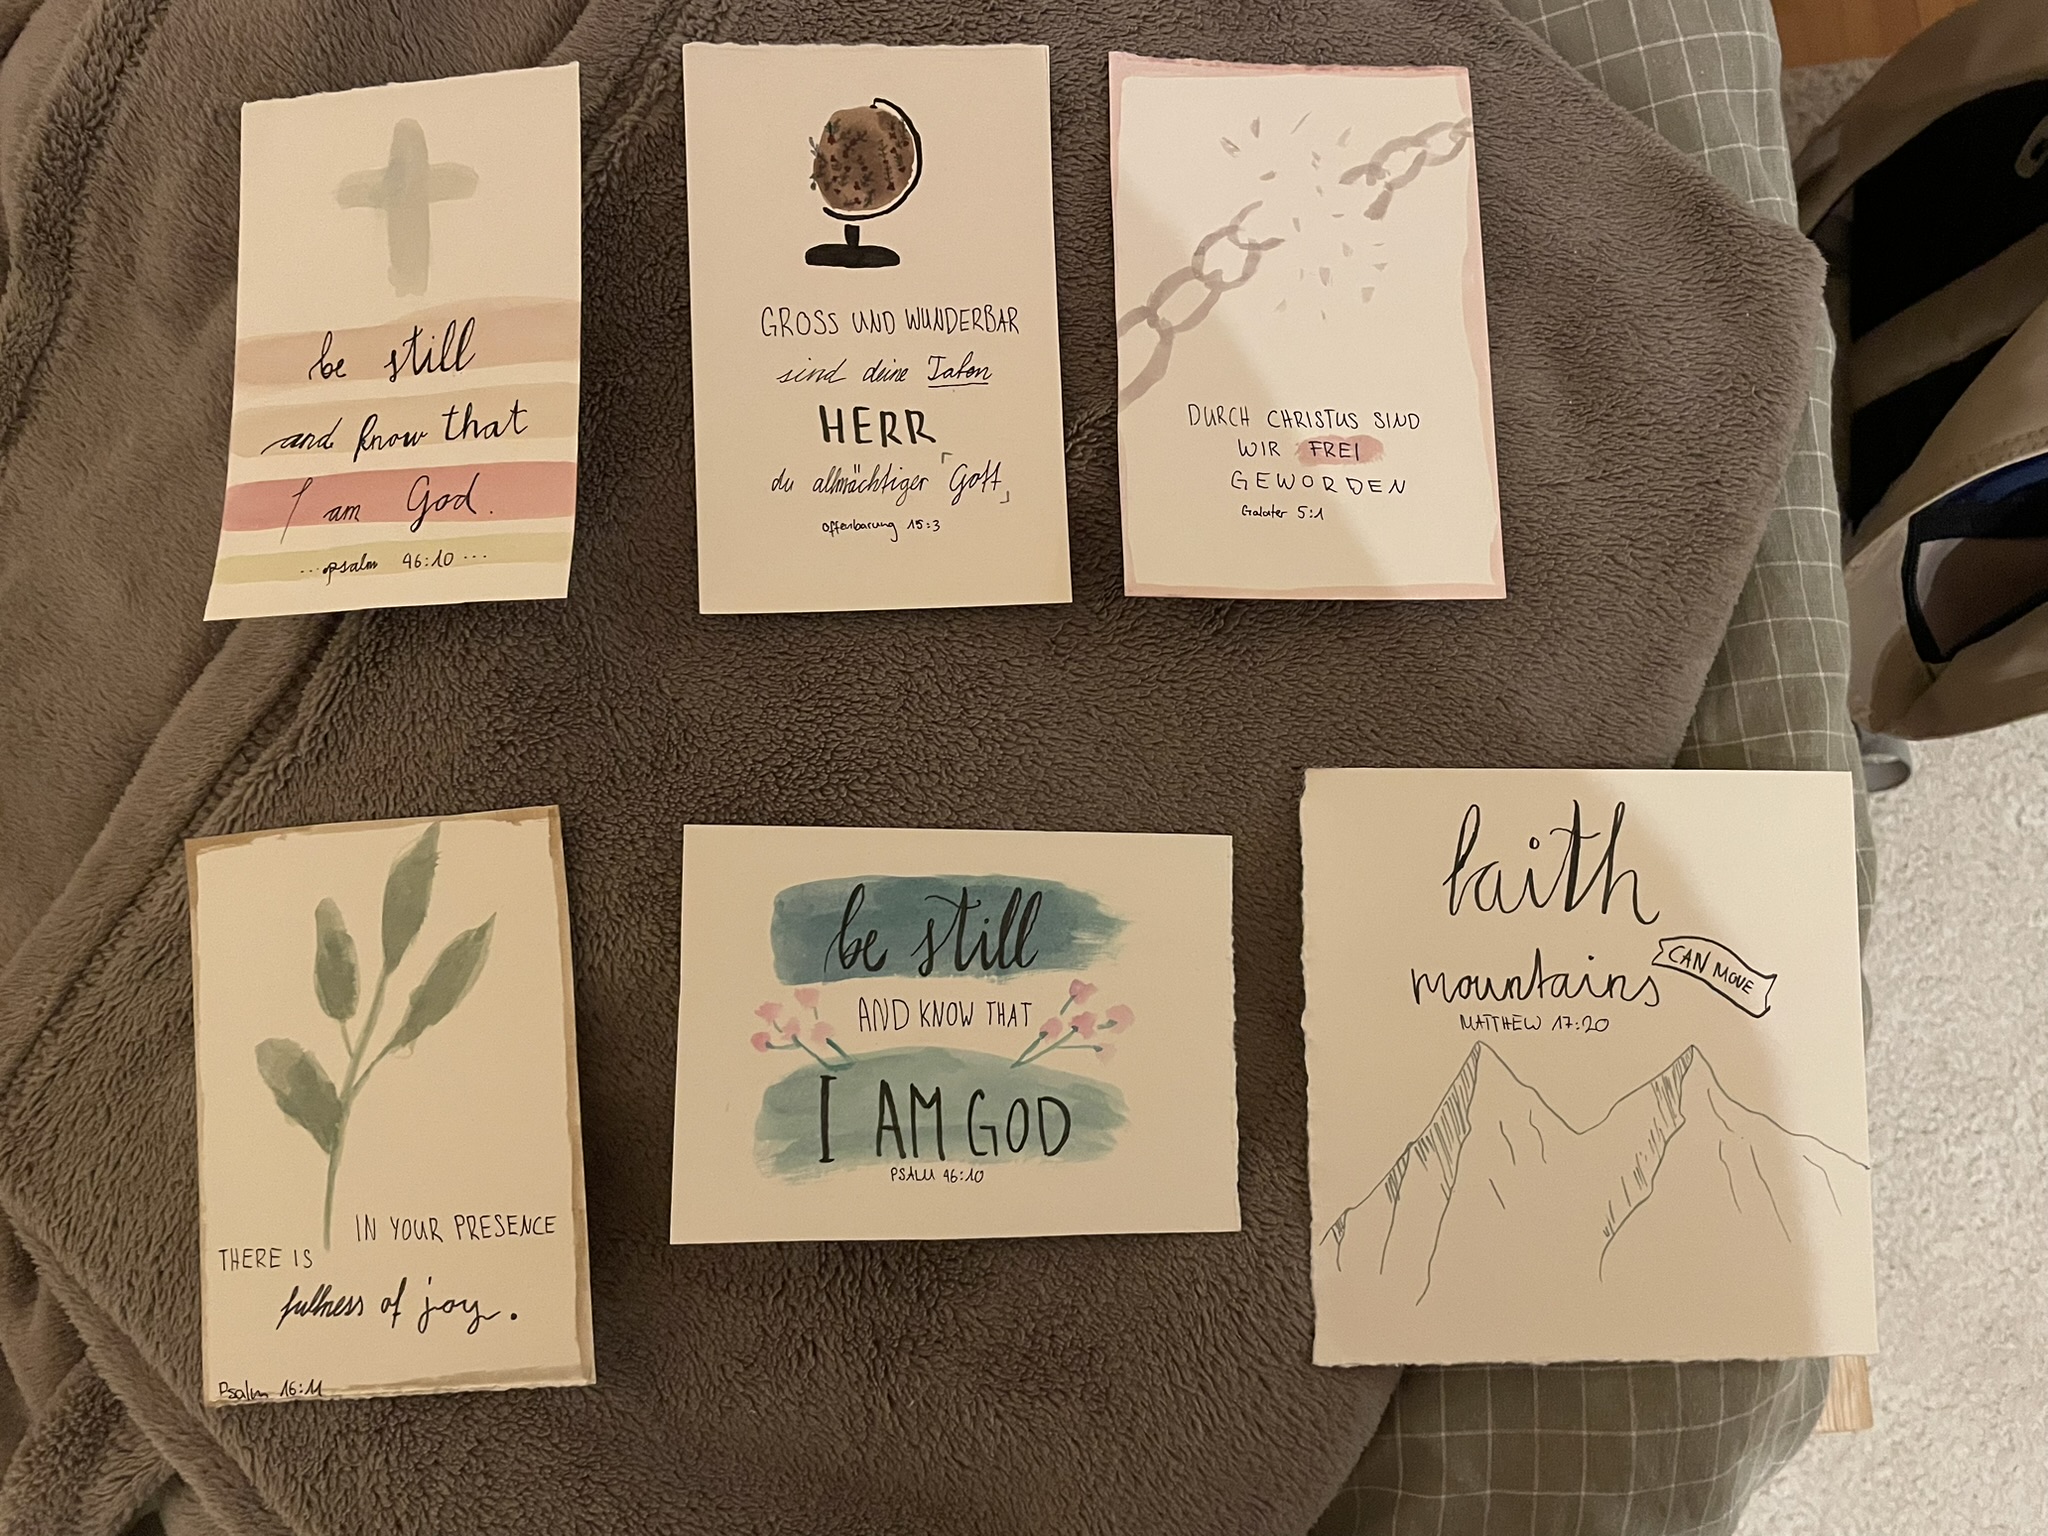 be still
and know that
I am God.
...psalm 46:10...
GROSS UND WUNDERBAR
sind deine Taten
HERR
du allmächtiger「Gott」
Offenbarung 15:3
DURCH CHRISTUS SIND
WIR FREI
GEWORDEN
Galater 5:1
IN YOUR PRESENCE
THERE IS
fullness of joy.
Psalm 16:11
be still
AND KNOW THAT
I AM GOD
PSALM 46:10
faith
CAN MOVE
mountains
MATTHEW 17:20